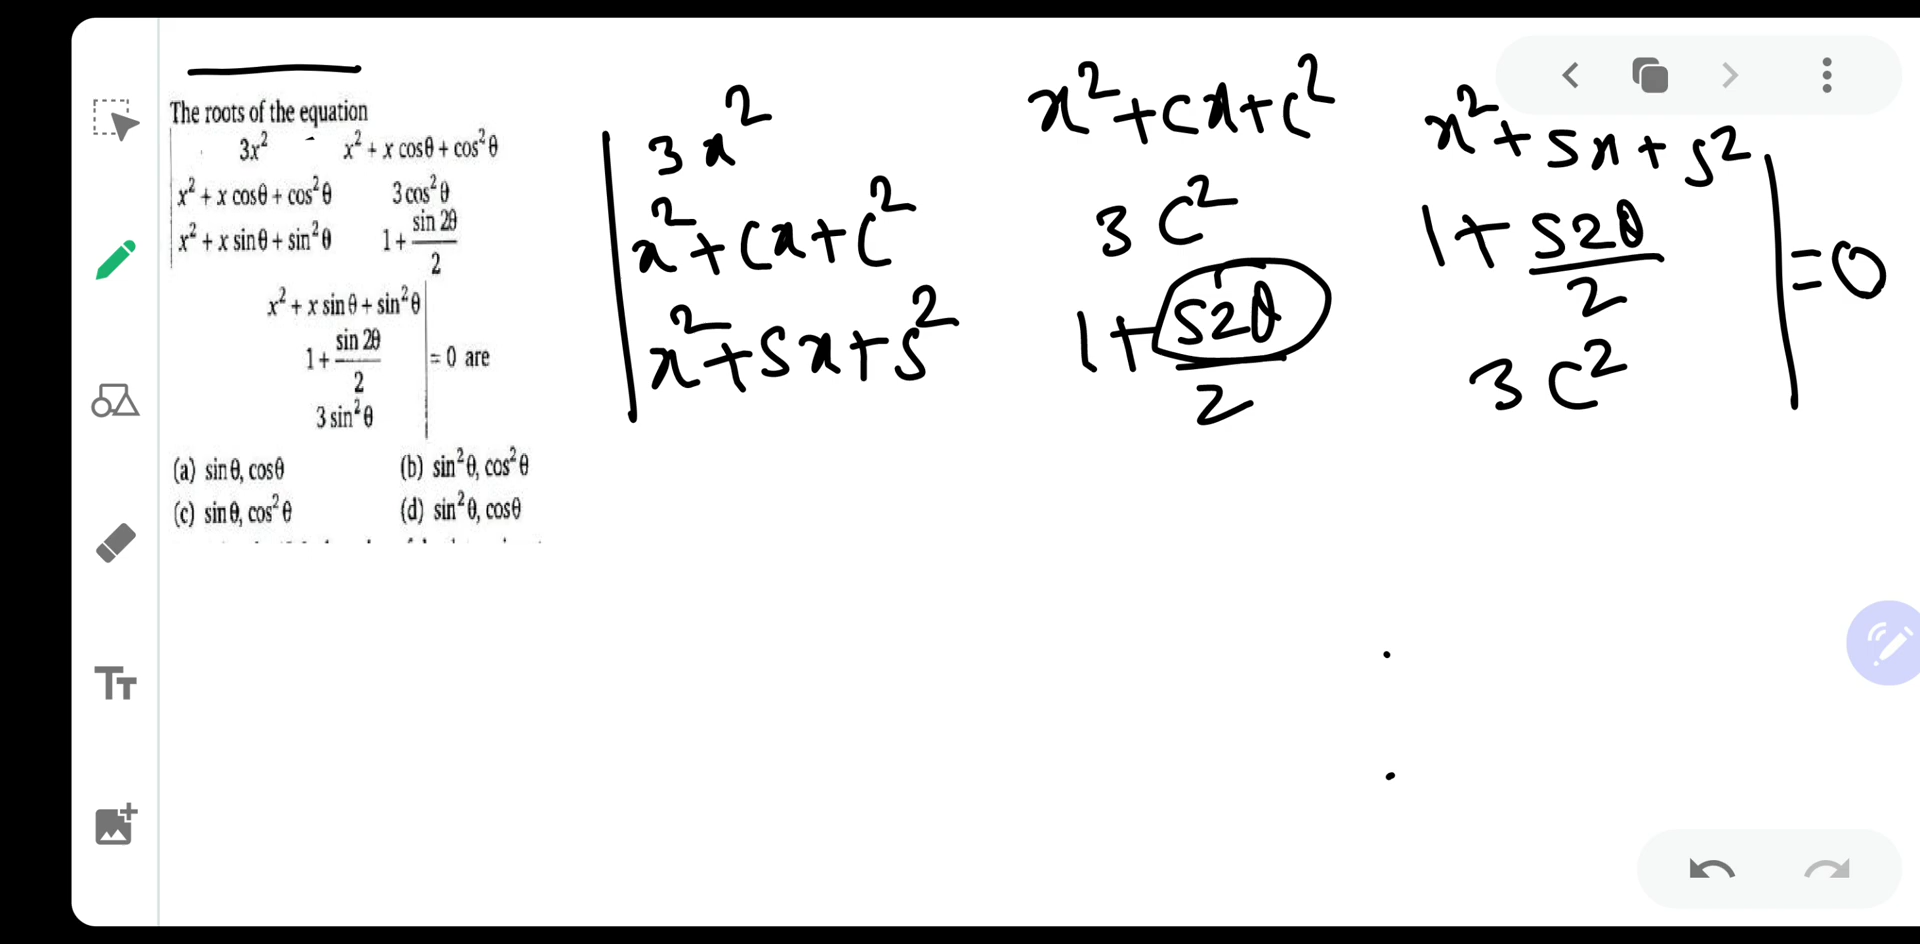 The roots of the equation
3x² x² + x cosθ + cos²θ
x² + x cosθ + cos²θ 3 cos²θ
x² + x sinθ + sin²θ 1 + sin 2θ / 2
x² + x sinθ + sin²θ
1 + sin 2θ / 2 = 0 are
3 sin²θ
(a) sinθ, cosθ (b) sin²θ, cos²θ
(c) sinθ, cos²θ (d) sin²θ, cosθ
3x² x²+cx+c² x²+sx+s²
x²+cx+c² 3c² 1+s2θ/2 =0
x²+sx+s² 1+s2θ/2 3c²
TT